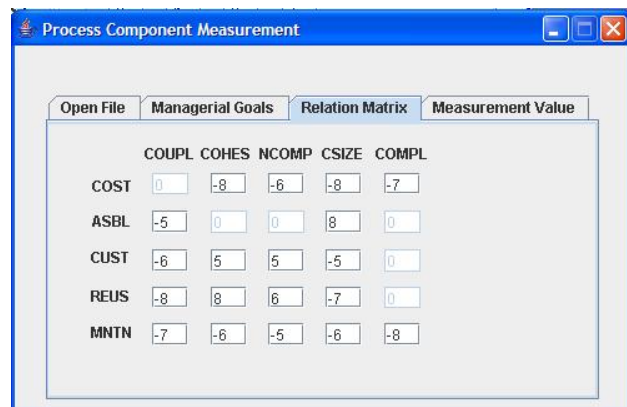 Process Component Measurement
Open File Managerial Goals Relation Matrix Measurement Value
COUPL COHES NCOMP CSIZE COMPL
COST 0 -8 -6 -8 -7
ASBL -5 0 0 8 0
CUST -6 5 5 -5 0
REUS -8 8 6 -7 0
MNTN -7 -6 -5 -6 -8